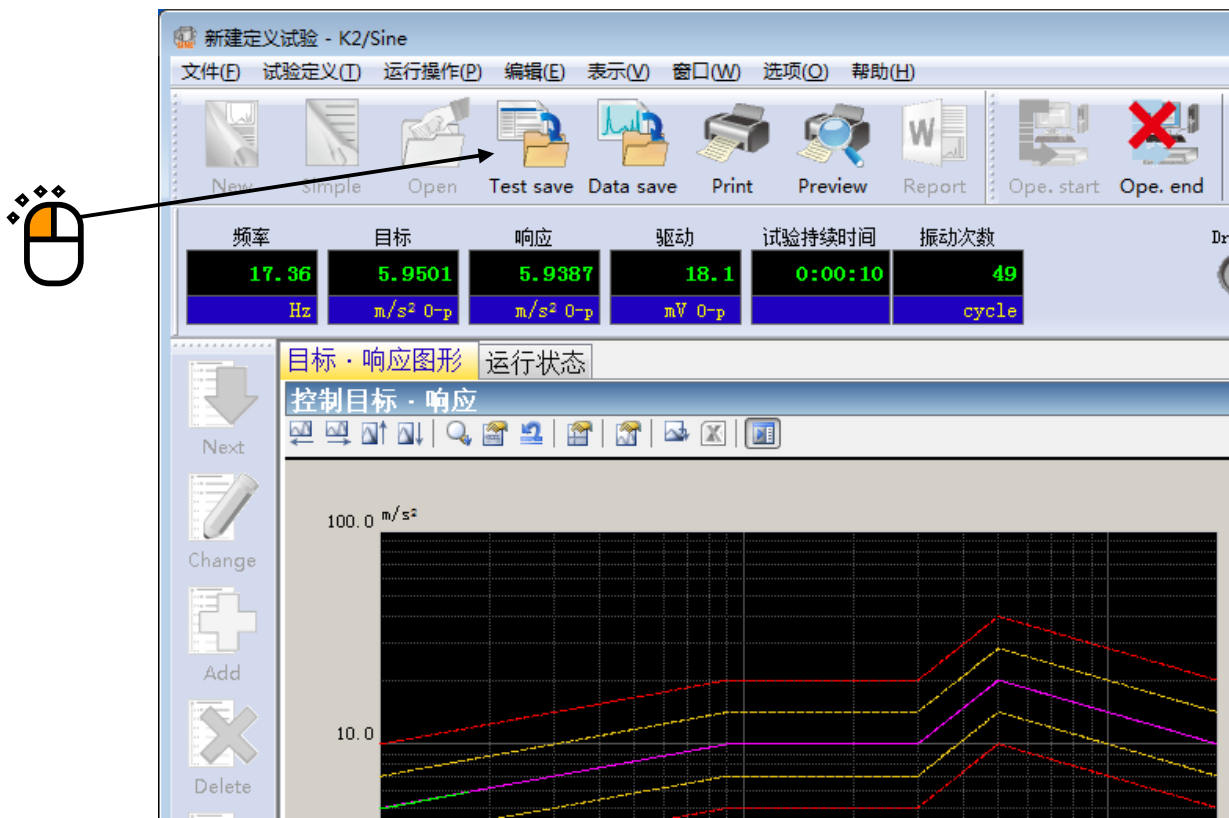 新建定义试验 - K2/Sine
文件(F) 试验定义(T) 运行操作(P) 编辑(E) 表示(V) 窗口(W) 选项(O) 帮助(H)
New Simple Open Test save Data save Print Preview Report Ope. start Ope. end
频率 目标 响应 驱动 试验持续时间 振动次数 Dr
17.36 5.9501 5.9387 18.1 0:00:10 49
Hz m/s² 0-p m/s² 0-p mV 0-p cycle
目标・响应图形 运行状态
控制目标・响应
Next
Change
Add
Delete
100.0 m/s²
10.0